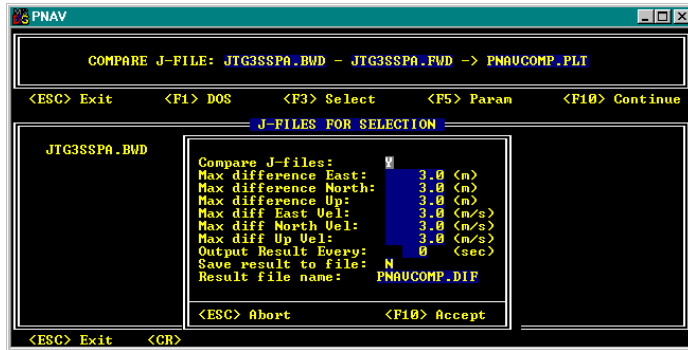 PNAV
COMPARE J-FILE: JTG3SSPA.BWD - JTG3SSPA.FWD -> PNAVCOMP.PLT
<ESC> Exit <F1> DOS <F3> Select <F5> Param <F10> Continue
J-FILES FOR SELECTION
JTG3SSPA.BWD
Compare J-files: Y
Max difference East: 3.0 (m)
Max difference North: 3.0 (m)
Max difference Up: 3.0 (m)
Max diff East Vel: 3.0 (m/s)
Max diff North Vel: 3.0 (m/s)
Max diff Up Vel: 3.0 (m/s)
Output Result Every: 0 (sec)
Save result to file: N
Result file name: PNAVCOMP.DIF
<ESC> Abort <F10> Accept
<ESC> Exit <CR>